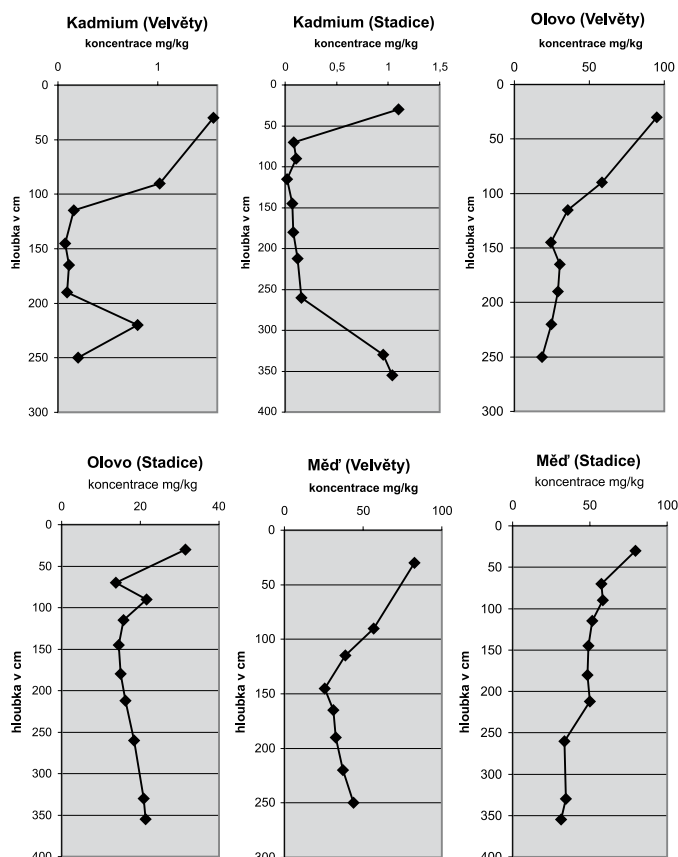 Kadmium (Velvěty)
koncentrace mg/kg
0 1
0
50
100
150
200
250
300
hloubka v cm
Kadmium (Stadice)
koncentrace mg/kg
0 0,5 1 1,5
0
50
100
150
200
250
300
350
400
hloubka v cm
Olovo (Velvěty)
koncentrace mg/kg
0 50 100
0
50
100
150
200
250
300
hloubka v cm
Olovo (Stadice)
koncentrace mg/kg
0 20 40
0
50
100
150
200
250
300
350
400
hloubka v cm
Měď (Velvěty)
koncentrace mg/kg
0 50 100
0
50
100
150
200
250
300
hloubka v cm
Měď (Stadice)
koncentrace mg/kg
0 50 100
0
50
100
150
200
250
300
350
400
hloubka v cm